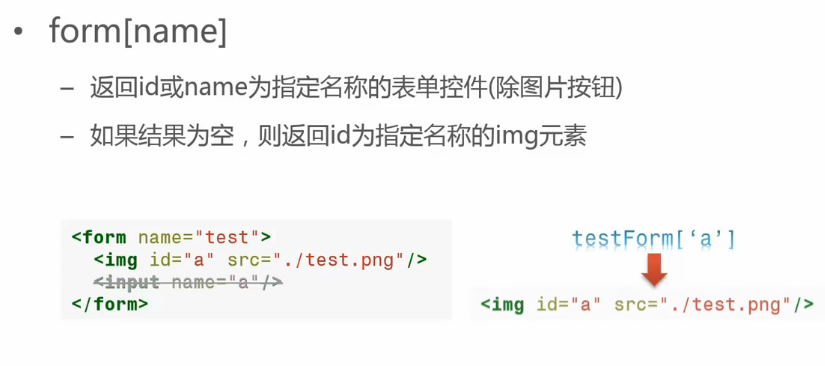 • form[name]
– 返回id或name为指定名称的表单控件(除图片按钮)
– 如果结果为空，则返回id为指定名称的img元素
<form name="test">
<img id="a" src="./test.png"/>
<input name="a"/>
</form>
testForm[‘a’]
<img id="a" src="./test.png"/>